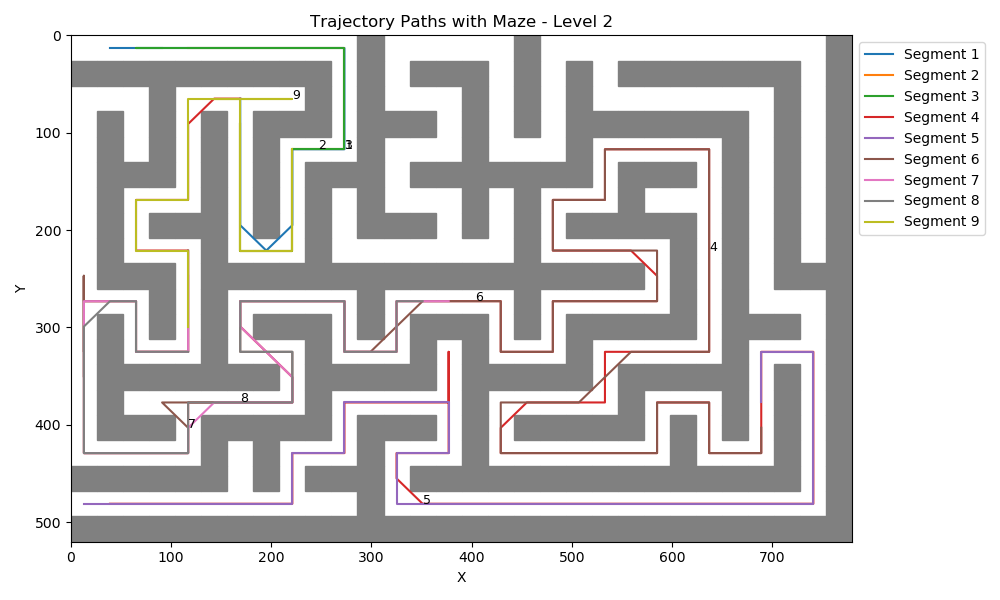 Trajectory Paths with Maze - Level 2
0
100
200
300
400
500
Y
0
100
200
300
400
500
600
700
X
9
2
3
4
6
8
7
5
Segment 1
Segment 2
Segment 3
Segment 4
Segment 5
Segment 6
Segment 7
Segment 8
Segment 9